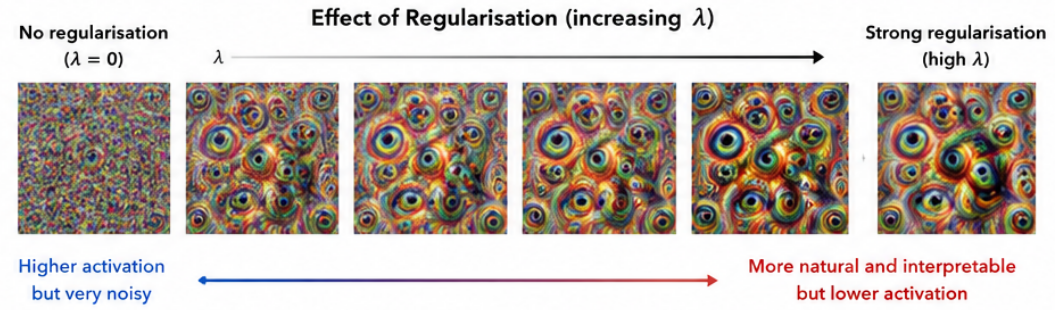 Effect of Regularisation (increasing λ)
No regularisation
(λ = 0)
λ
Strong regularisation
(high λ)
Higher activation
but very noisy
More natural and interpretable
but lower activation